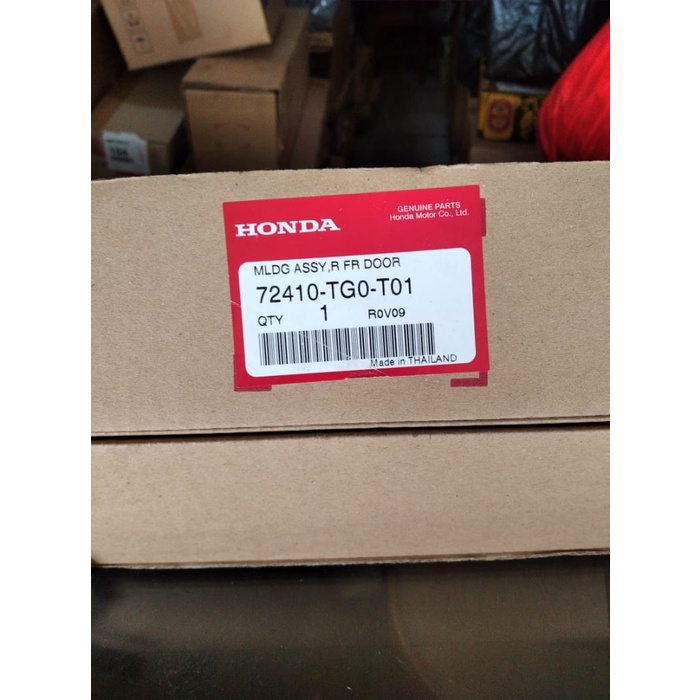 HONDA
GENUINE PARTS
Honda Motor Co., Ltd.
MLDG ASSY,R FR DOOR
72410-TG0-T01
QTY 1 R0V09
Made in THAILAND